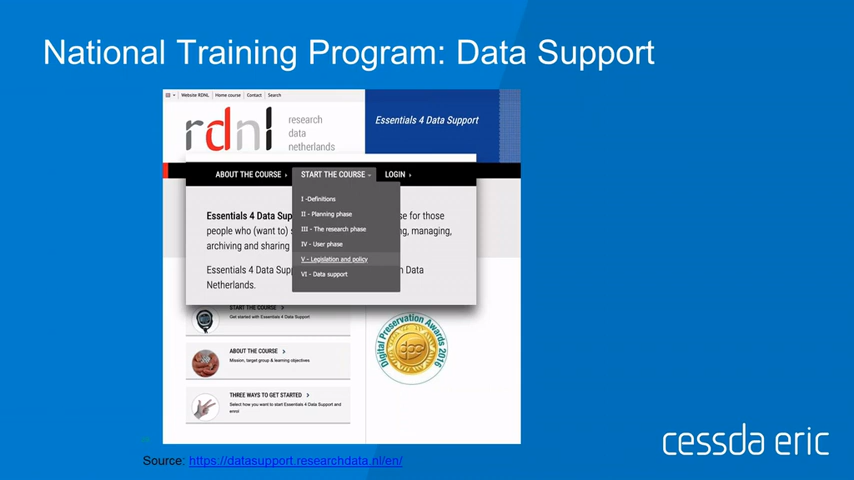 National Training Program: Data Support
Website RDNL Home course Contact Search
rdnl
research
data
netherlands
Essentials 4 Data Support
ABOUT THE COURSE START THE COURSE LOGIN
I -Definitions
II - Planning phase
III - The research phase
IV - User phase
V - Legislation and policy
VI - Data support
Essentials 4 Data Sup se for those
people who (want to) s ng, managing,
archiving and sharing
Essentials 4 Data Supp h Data
Netherlands.
START THE COURSE
Get started with Essentials 4 Data Support
ABOUT THE COURSE
Mission, target group & learning objectives
THREE WAYS TO GET STARTED
Select how you want to start Essentials 4 Data Support and
enrol
Digital Preservation Awards 2016
dpc
Source: https://datasupport.researchdata.nl/en/
cessda eric